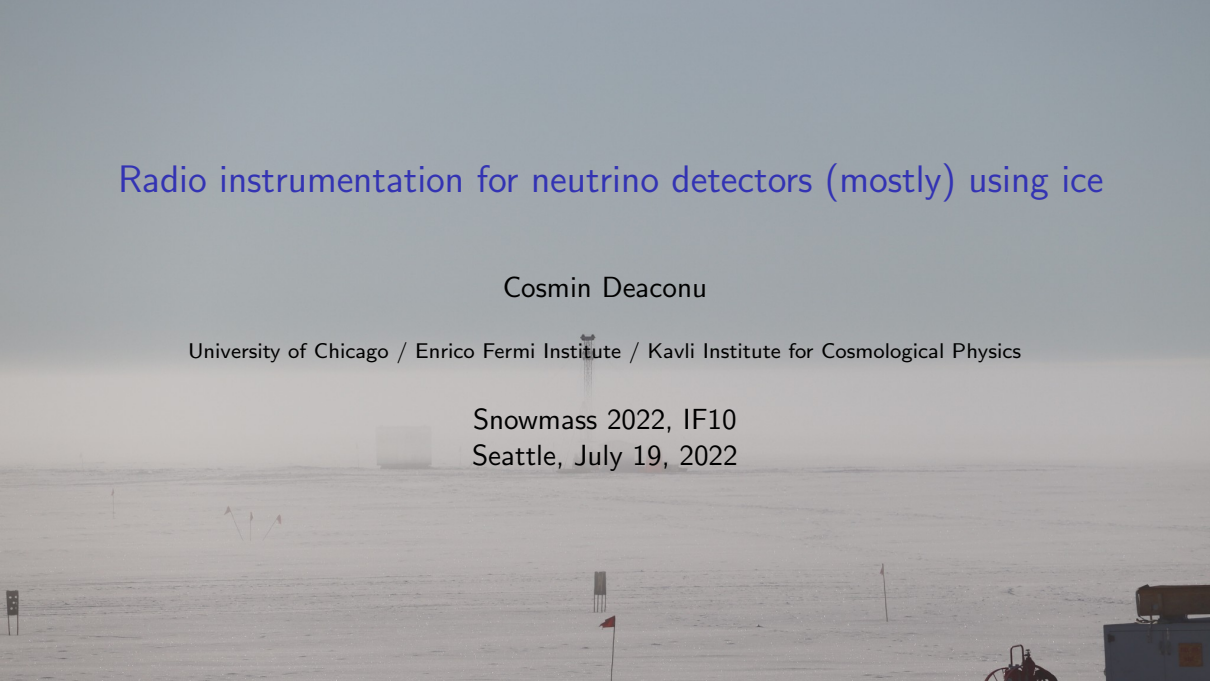 Radio instrumentation for neutrino detectors (mostly) using ice
Cosmin Deaconu
University of Chicago / Enrico Fermi Institute / Kavli Institute for Cosmological Physics
Snowmass 2022, IF10
Seattle, July 19, 2022